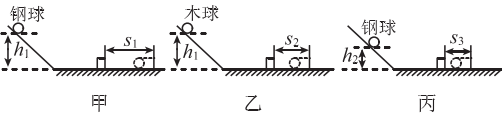 钢球 木球 钢球
h₁ s₁ h₁ s₂ h₂ s₃
甲 乙 丙